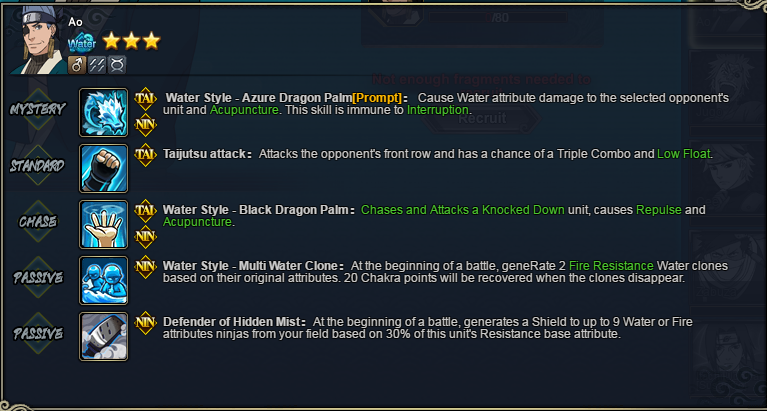 /80
Ao
Water
Not enough fragments needed to
Recruit
MYSTERY
TAI
NIN
Water Style - Azure Dragon Palm[Prompt]： Cause Water attribute damage to the selected opponent's
unit and Acupuncture. This skill is immune to Interruption.
STANDARD
TAI
Taijutsu attack： Attacks the opponent's front row and has a chance of a Triple Combo and Low Float.
CHASE
TAI
NIN
Water Style - Black Dragon Palm： Chases and Attacks a Knocked Down unit, causes Repulse and
Acupuncture.
PASSIVE
NIN
Water Style - Multi Water Clone： At the beginning of a battle, geneRate 2 Fire Resistance Water clones
based on their original attributes. 20 Chakra points will be recovered when the clones disappear.
PASSIVE
NIN
Defender of Hidden Mist： At the beginning of a battle, generates a Shield to up to 9 Water or Fire
attributes ninjas from your field based on 30% of this unit's Resistance base attribute.